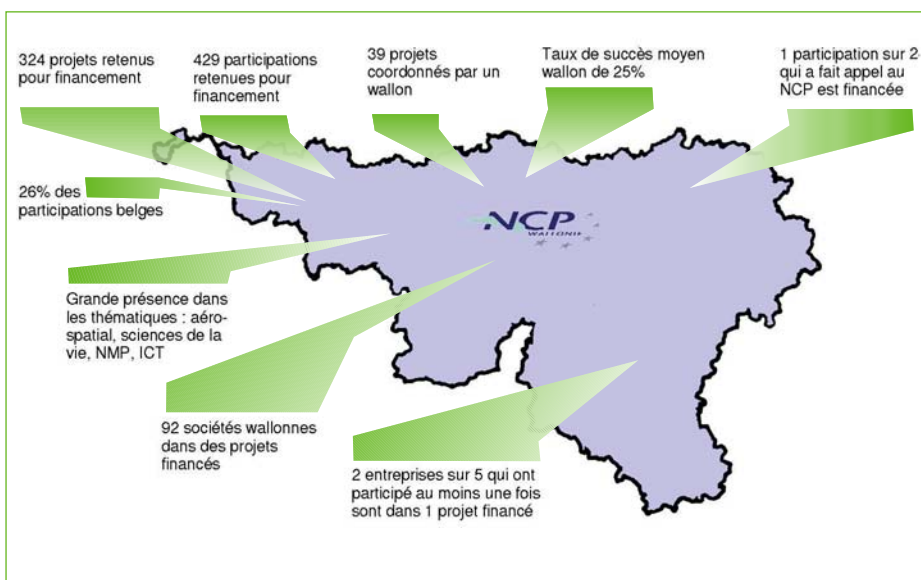 324 projets retenus
pour financement
429 participations
retenues pour
financement
39 projets
coordonnés par un
wallon
Taux de succès moyen
wallon de 25%
1 participation sur 2
qui a fait appel au
NCP est financée
26% des
participations belges
NCP
WALLONIE
Grande présence dans
les thématiques : aéro-
spatial, sciences de la
vie, NMP, ICT
92 sociétés wallonnes
dans des projets
financés
2 entreprises sur 5 qui ont
participé au moins une fois
sont dans 1 projet financé